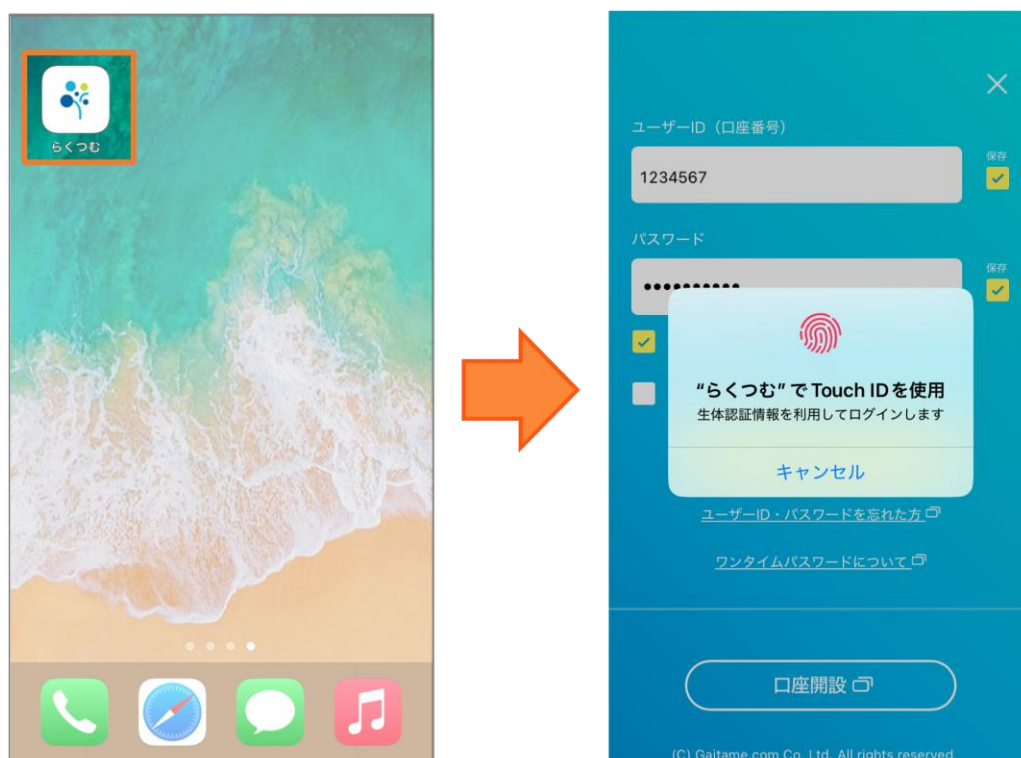 らくつむ
ユーザーID（口座番号）
保存
1234567
パスワード
保存
••••••••••
“らくつむ” で Touch ID を使用
生体認証情報を利用してログインします
キャンセル
ユーザーID・パスワードを忘れた方
ワンタイムパスワードについて
口座開設
(C) Gaitame.com Co.,Ltd. All rights reserved.